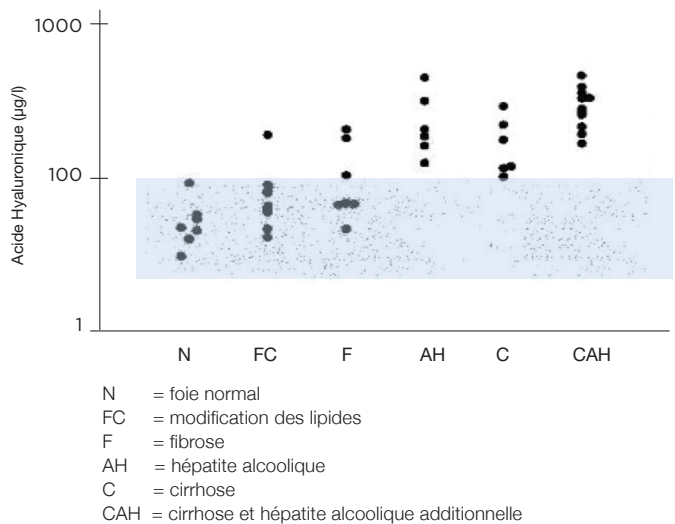 1000
100
1
Acide Hyaluronique (µg/l)
N FC F AH C CAH
N = foie normal
FC = modification des lipides
F = fibrose
AH = hépatite alcoolique
C = cirrhose
CAH = cirrhose et hépatite alcoolique additionnelle